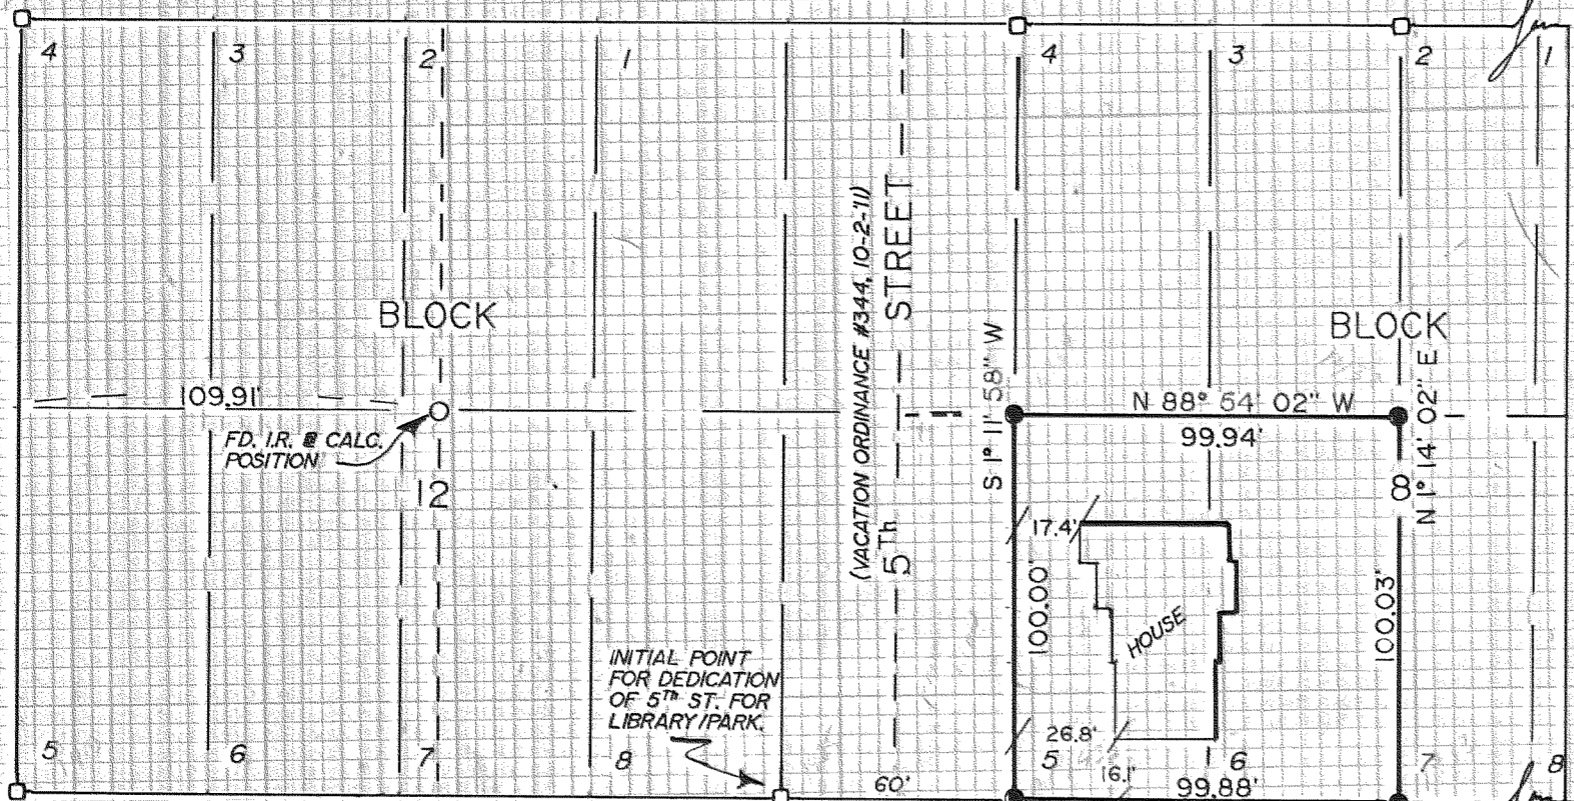 4 3 2 1 4 3 2 1
BLOCK
12
109.91'
FD. I.R. @ CALC.
POSITION
(VACATION ORDINANCE #344, 10-2-'11)
5Th STREET
S 1° 11' 58" W
BLOCK
8
N 88° 54' 02" W
99.94'
N 1° 14' 02" E
17.4'
100.00'
HOUSE
100.03'
INITIAL POINT
FOR DEDICATION
OF 5Th ST. FOR
LIBRARY/PARK.
26.8'
5 6 7 8 5 6 7 8
16.1'
60'
99.88'